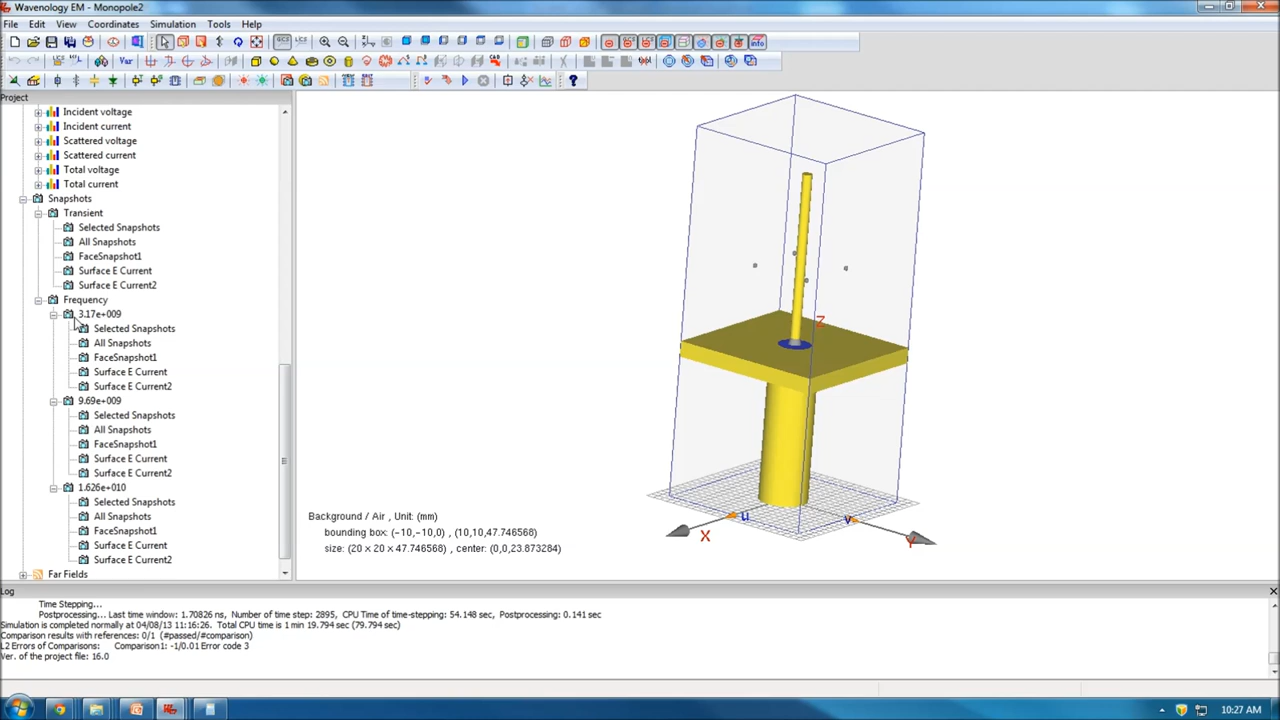 Wavenology EM - Monopole2
File Edit View Coordinates Simulation Tools Help
GCS LCS info
Var CAD
Project
Incident voltage
Incident current
Scattered voltage
Scattered current
Total voltage
Total current
Snapshots
Transient
Selected Snapshots
All Snapshots
FaceSnapshot1
Surface E Current
Surface E Current2
Frequency
3.17e+009
Selected Snapshots
All Snapshots
FaceSnapshot1
Surface E Current
Surface E Current2
9.69e+009
Selected Snapshots
All Snapshots
FaceSnapshot1
Surface E Current
Surface E Current2
1.626e+010
Selected Snapshots
All Snapshots
FaceSnapshot1
Surface E Current
Surface E Current2
Far Fields
Z
u
v
X
Y
Background / Air , Unit: (mm)
bounding box: (-10,-10,0) , (10,10,47.746568)
size: (20 x 20 x 47.746568) , center: (0,0,23.873284)
Log
Time Stepping...
Postprocessing... Last time window: 1.70826 ns, Number of time step: 2895, CPU Time of time-stepping: 54.148 sec, Postprocessing: 0.141 sec
Simulation is completed normally at 04/08/13 11:16:26. Total CPU time is 1 min 19.794 sec (79.794 sec)
Comparison results with references: 0/1 (#passed/#comparison)
L2 Errors of Comparisons: Comparison1: -1/0.01 Error code 3
Ver. of the project file: 16.0
10:27 AM